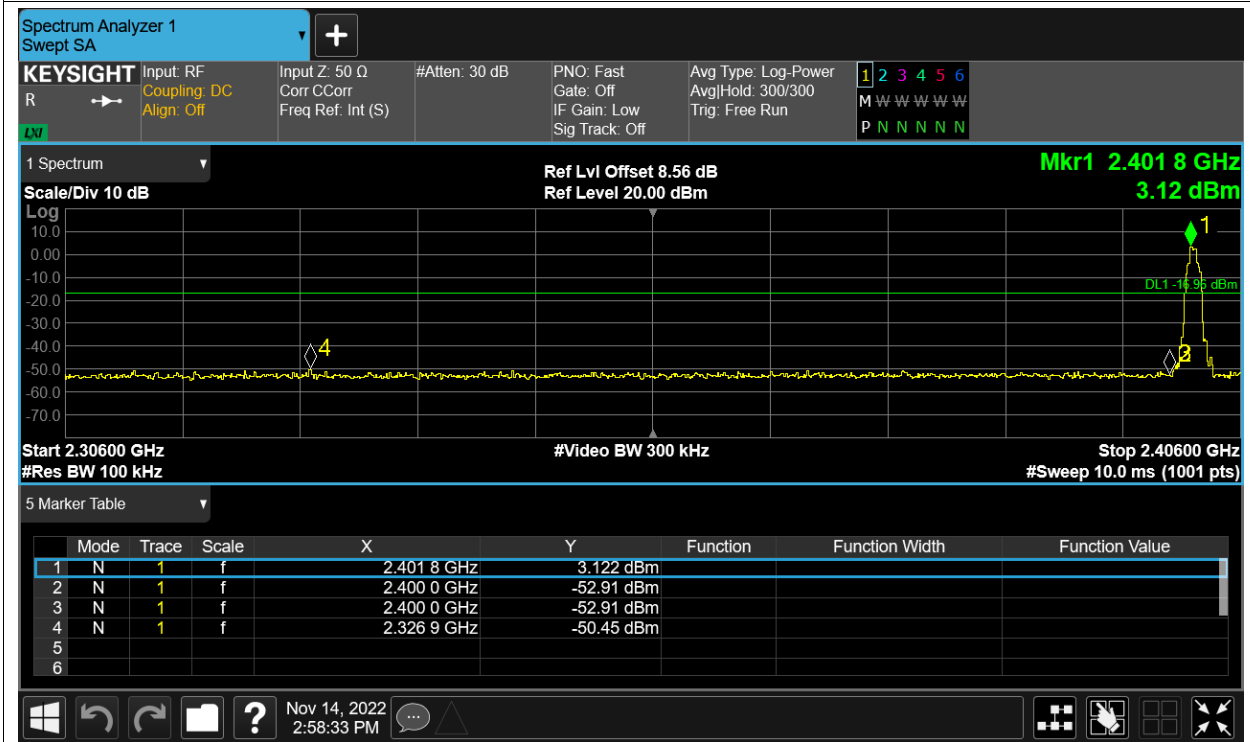 Spectrum Analyzer 1
Swept SA
KEYSIGHT
R
LXI
Input: RF
Coupling: DC
Align: Off
Input Z: 50 Ω
Corr CCorr
Freq Ref: Int (S)
#Atten: 30 dB
PNO: Fast
Gate: Off
IF Gain: Low
Sig Track: Off
Avg Type: Log-Power
Avg|Hold: 300/300
Trig: Free Run
1 2 3 4 5 6
M W W W W W
P N N N N N
1 Spectrum
Scale/Div 10 dB
Ref Lvl Offset 8.56 dB
Ref Level 20.00 dBm
Mkr1 2.401 8 GHz
3.12 dBm
Log
10.0
0.00
-10.0
-20.0
-30.0
-40.0
-50.0
-60.0
-70.0
1
DL1 -16.96 dBm
4
Start 2.30600 GHz
#Res BW 100 kHz
#Video BW 300 kHz
Stop 2.40600 GHz
#Sweep 10.0 ms (1001 pts)
5 Marker Table
Mode Trace Scale X Y Function Function Width Function Value
1 N 1 f 2.401 8 GHz 3.122 dBm
2 N 1 f 2.400 0 GHz -52.91 dBm
3 N 1 f 2.400 0 GHz -52.91 dBm
4 N 1 f 2.326 9 GHz -50.45 dBm
5
6
?
Nov 14, 2022
2:58:33 PM